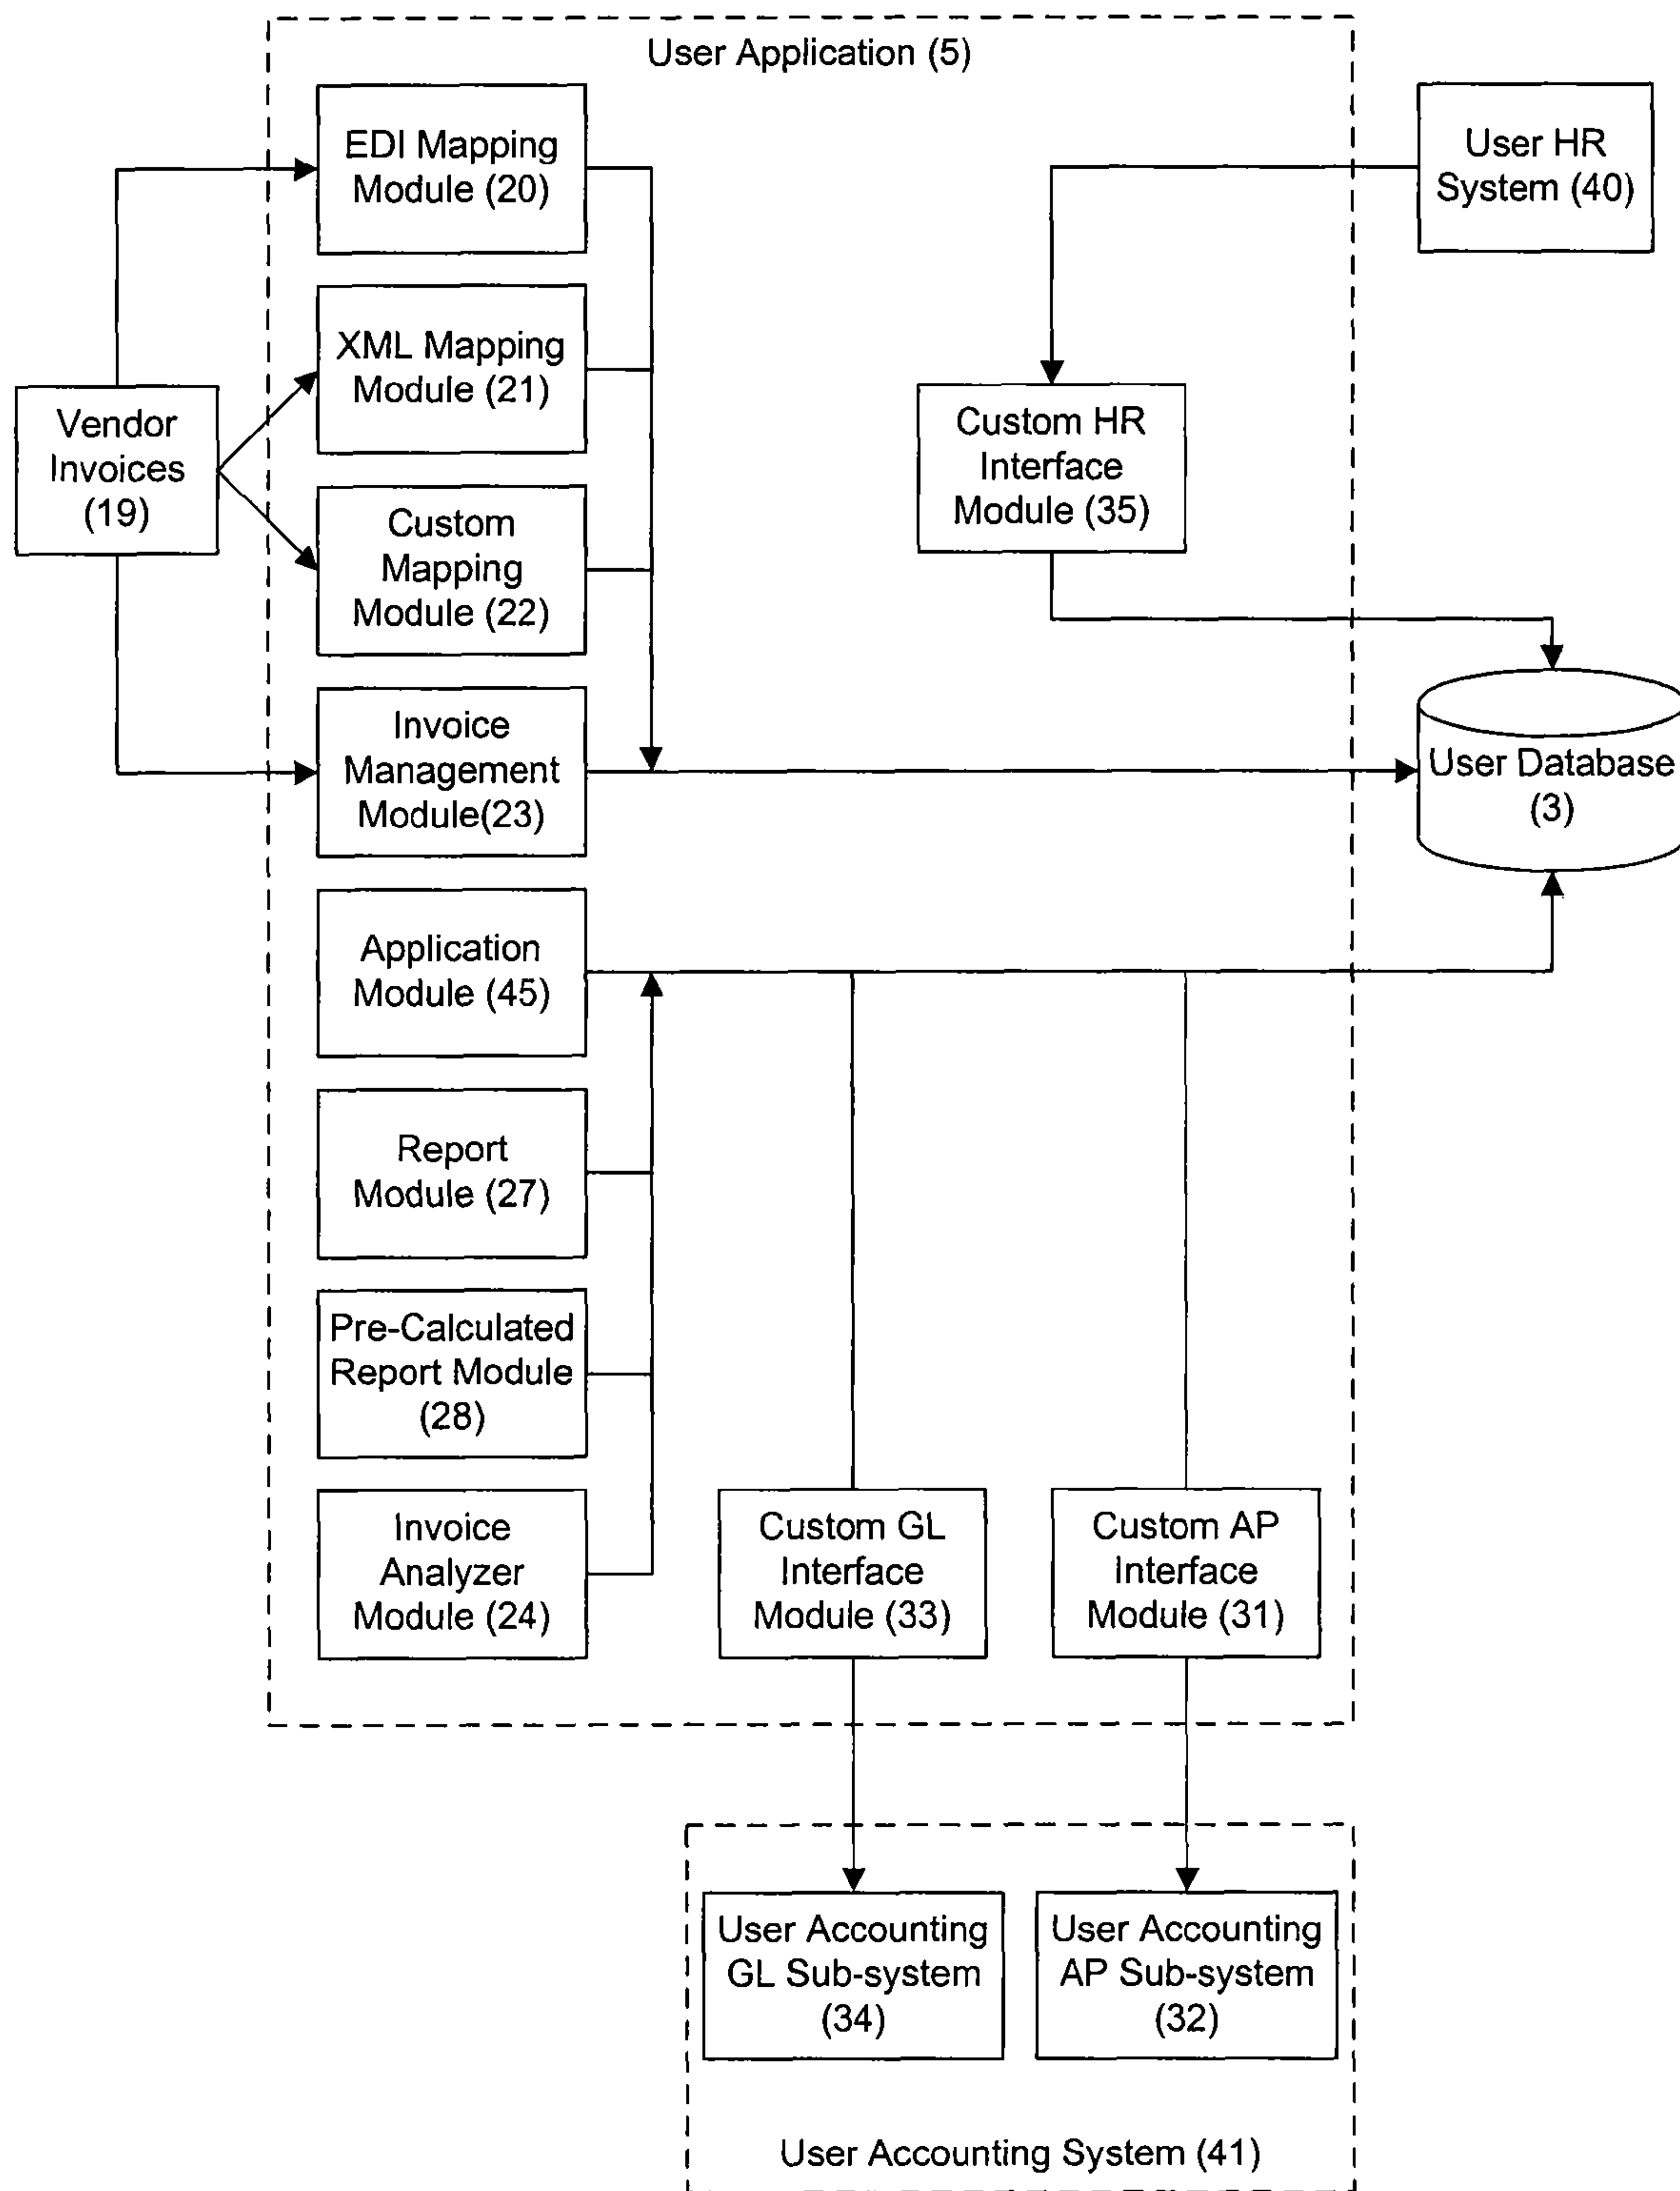 User Application (5)
EDI Mapping
Module (20)
User HR
System (40)
XML Mapping
Module (21)
Vendor
Invoices
(19)
Custom HR
Interface
Module (35)
Custom
Mapping
Module (22)
Invoice
Management
Module(23)
User Database
(3)
Application
Module (45)
Report
Module (27)
Pre-Calculated
Report Module
(28)
Invoice
Analyzer
Module (24)
Custom GL
Interface
Module (33)
Custom AP
Interface
Module (31)
User Accounting
GL Sub-system
(34)
User Accounting
AP Sub-system
(32)
User Accounting System (41)